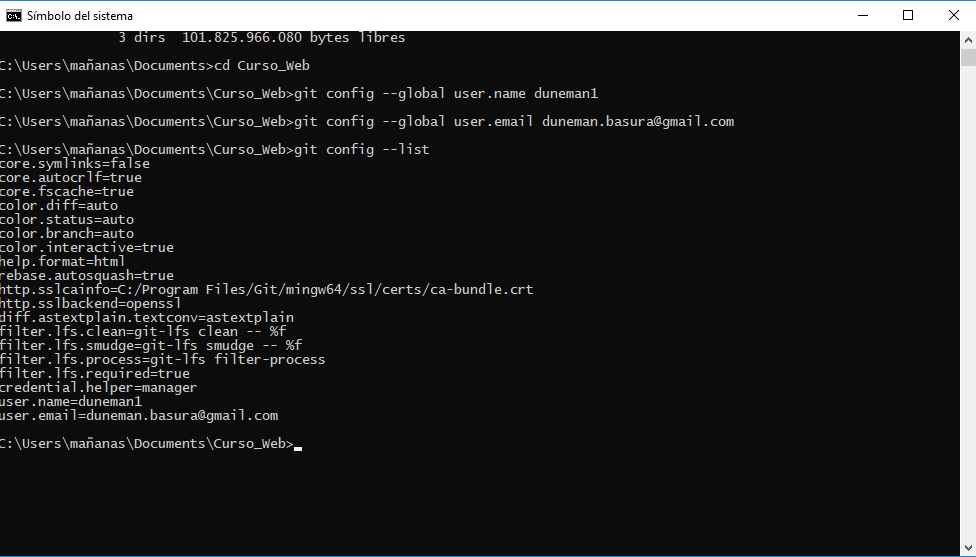 Símbolo del sistema
3 dirs  101.825.966.080 bytes libres
C:\Users\mañanas\Documents>cd Curso_Web
C:\Users\mañanas\Documents\Curso_Web>git config --global user.name duneman1
C:\Users\mañanas\Documents\Curso_Web>git config --global user.email duneman.basura@gmail.com
C:\Users\mañanas\Documents\Curso_Web>git config --list
core.symlinks=false
core.autocrlf=true
core.fscache=true
color.diff=auto
color.status=auto
color.branch=auto
color.interactive=true
help.format=html
rebase.autosquash=true
http.sslcainfo=C:/Program Files/Git/mingw64/ssl/certs/ca-bundle.crt
http.sslbackend=openssl
diff.astextplain.textconv=astextplain
filter.lfs.clean=git-lfs clean -- %f
filter.lfs.smudge=git-lfs smudge -- %f
filter.lfs.process=git-lfs filter-process
filter.lfs.required=true
credential.helper=manager
user.name=duneman1
user.email=duneman.basura@gmail.com
C:\Users\mañanas\Documents\Curso_Web>